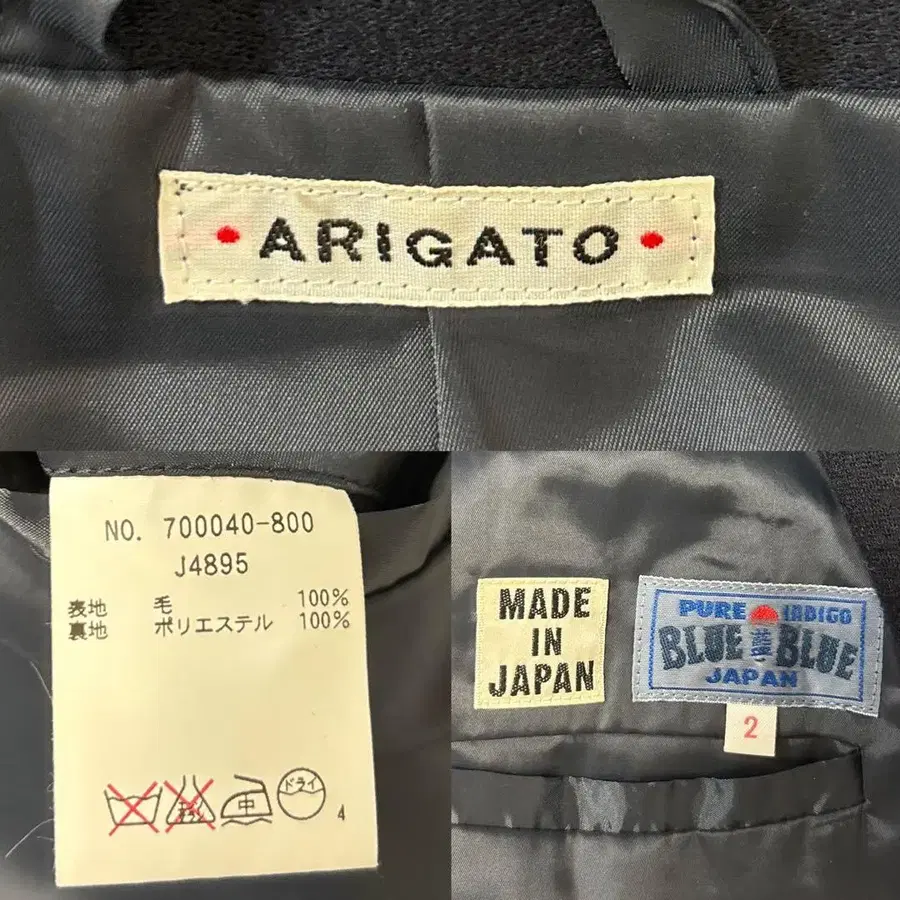 • ARIGATO •
NO. 700040-800
J4895
表地 毛 100%
裏地 ポリエステル 100%
中
ドライ
4
MADE
IN
JAPAN
PURE INDIGO
BLUE BLUE
JAPAN
2